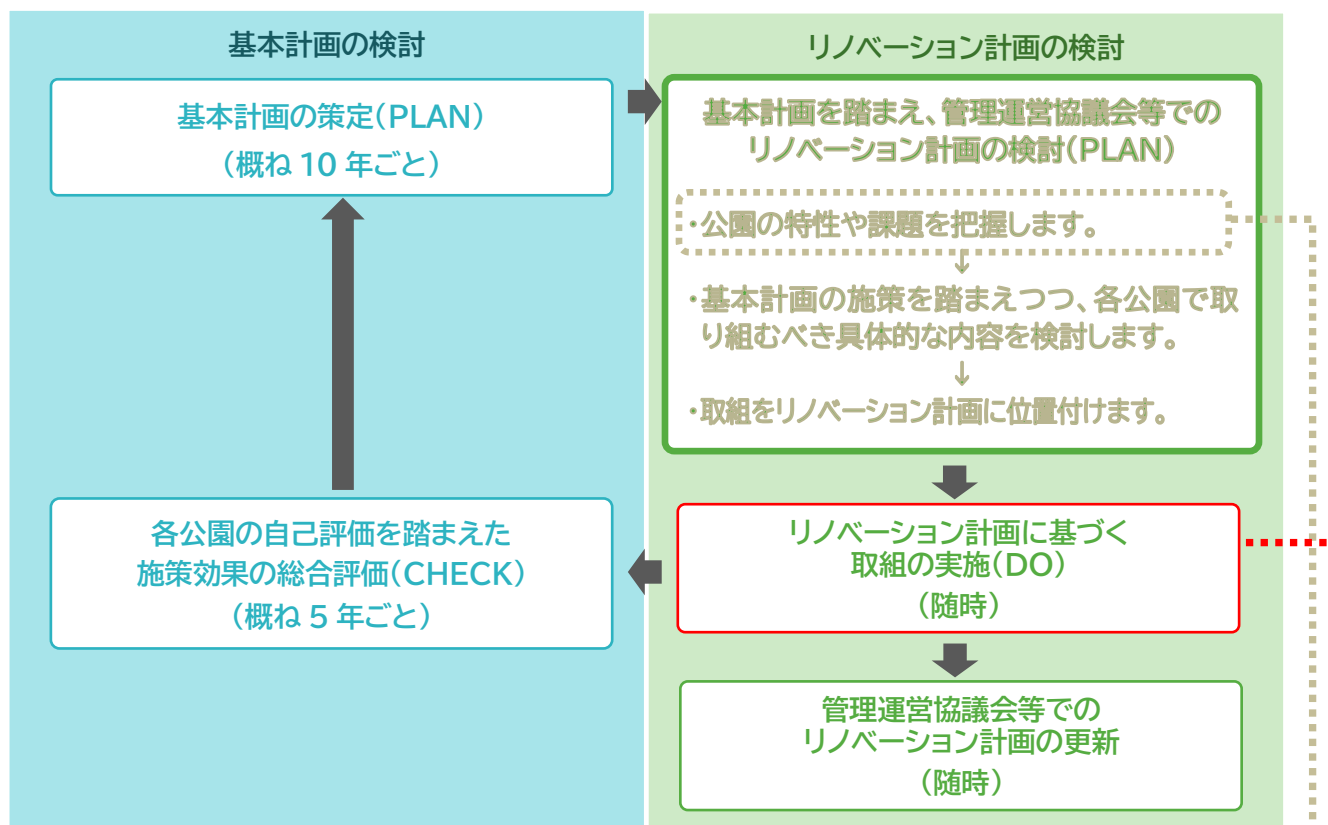 基本計画の検討
基本計画の策定(PLAN)
(概ね 10 年ごと)
各公園の自己評価を踏まえた
施策効果の総合評価(CHECK)
(概ね 5 年ごと)
リノベーション計画の検討
基本計画を踏まえ、管理運営協議会等での
リノベーション計画の検討(PLAN)
・公園の特性や課題を把握します。
↓
・基本計画の施策を踏まえつつ、各公園で取
り組むべき具体的な内容を検討します。
↓
・取組をリノベーション計画に位置付けます。
リノベーション計画に基づく
取組の実施(DO)
(随時)
管理運営協議会等での
リノベーション計画の更新
(随時)